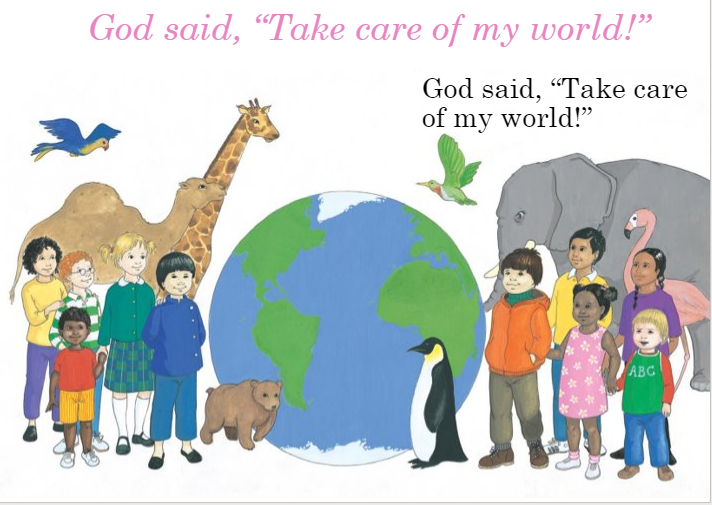 God said, “Take care of my world!”
God said, “Take care
of my world!”
ABC